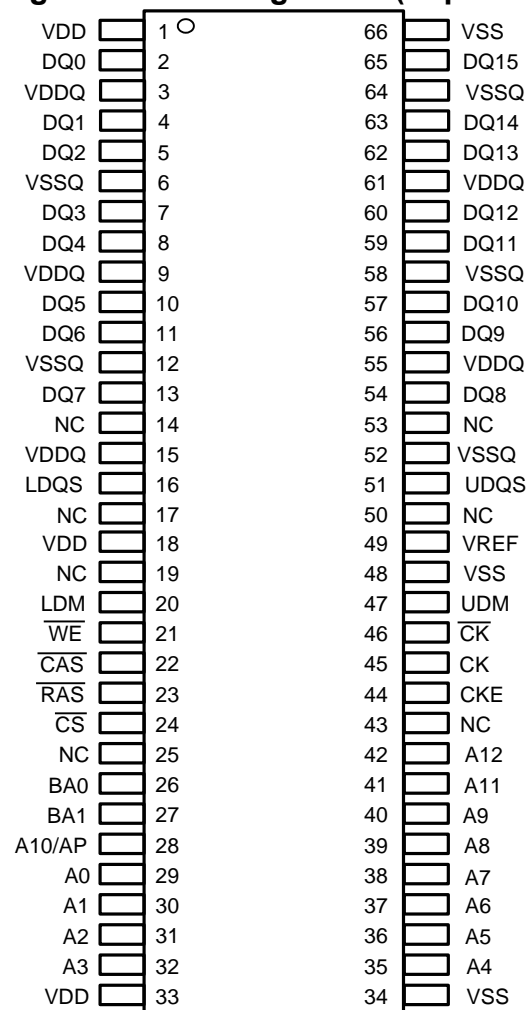 VDD 1 66 VSS
DQ0 2 65 DQ15
VDDQ 3 64 VSSQ
DQ1 4 63 DQ14
DQ2 5 62 DQ13
VSSQ 6 61 VDDQ
DQ3 7 60 DQ12
DQ4 8 59 DQ11
VDDQ 9 58 VSSQ
DQ5 10 57 DQ10
DQ6 11 56 DQ9
VSSQ 12 55 VDDQ
DQ7 13 54 DQ8
NC 14 53 NC
VDDQ 15 52 VSSQ
LDQS 16 51 UDQS
NC 17 50 NC
VDD 18 49 VREF
NC 19 48 VSS
LDM 20 47 UDM
W̅E̅ 21 46 C̅K̅
C̅A̅S̅ 22 45 CK
R̅A̅S̅ 23 44 CKE
C̅S̅ 24 43 NC
NC 25 42 A12
BA0 26 41 A11
BA1 27 40 A9
A10/AP 28 39 A8
A0 29 38 A7
A1 30 37 A6
A2 31 36 A5
A3 32 35 A4
VDD 33 34 VSS